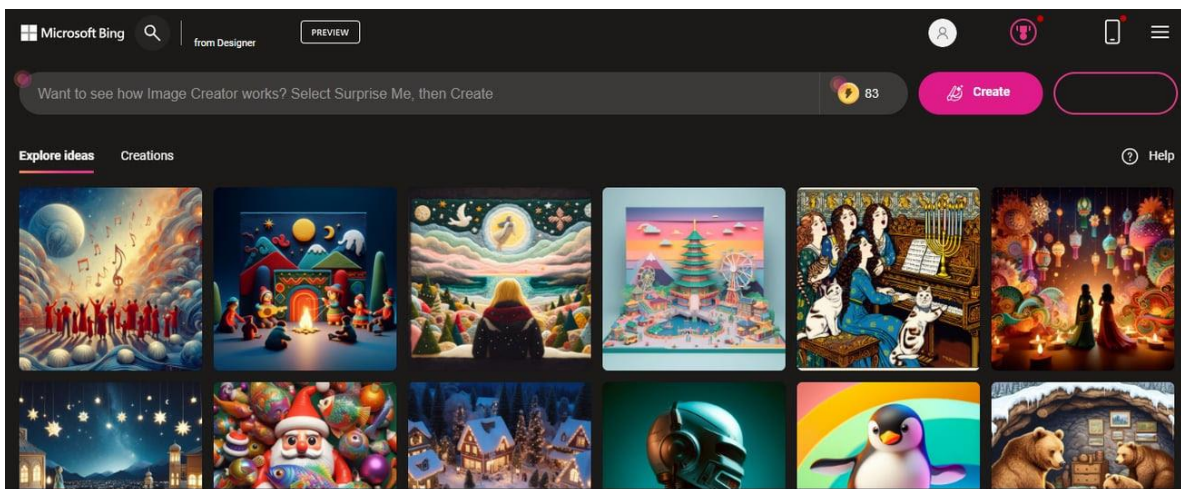 Microsoft Bing
from Designer
PREVIEW
Want to see how Image Creator works? Select Surprise Me, then Create
83
Create
Explore ideas
Creations
Help